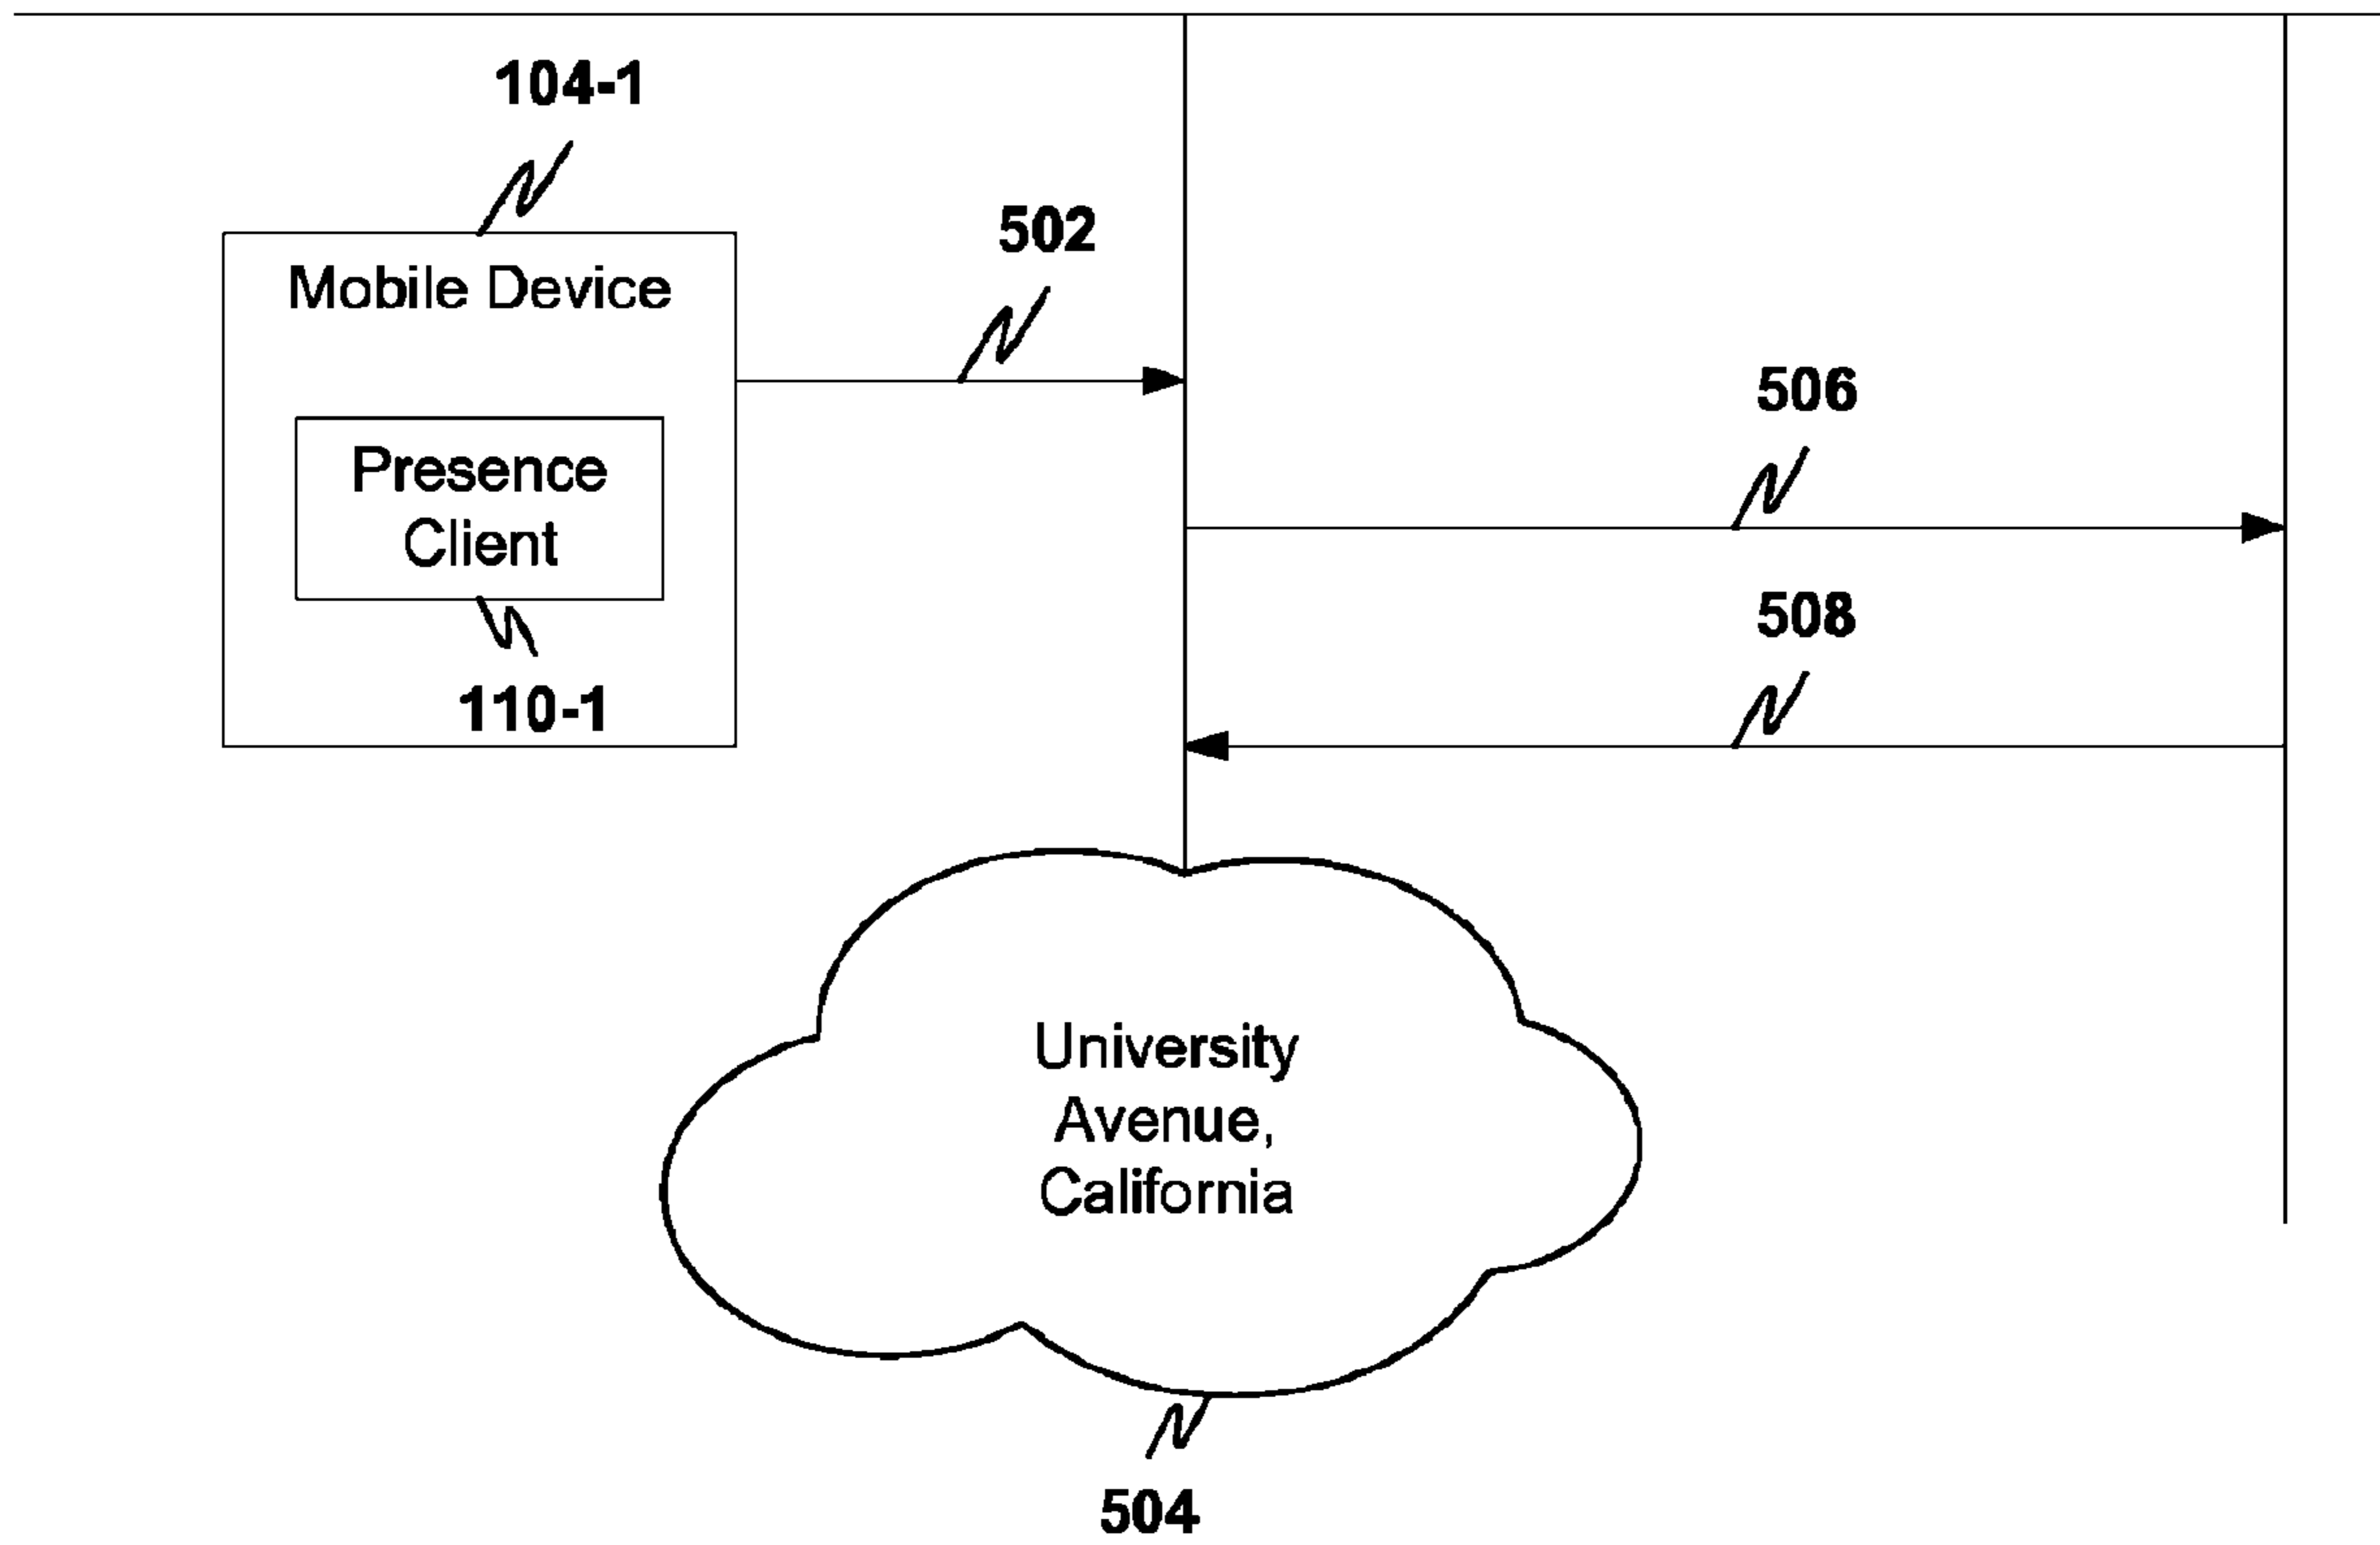 104-1
502
Mobile Device
506
Presence
Client
508
110-1
University
Avenue,
California
504